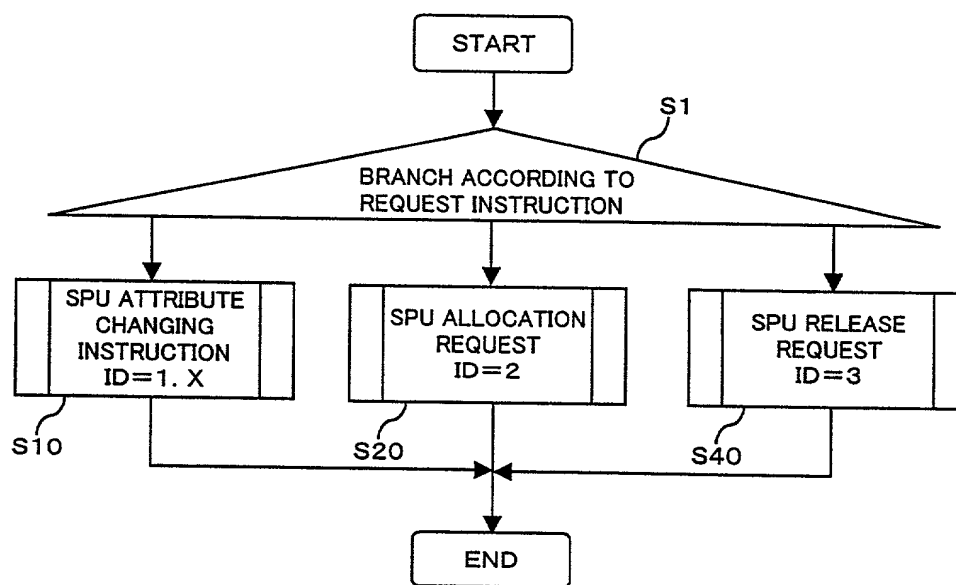 START
S1
BRANCH ACCORDING TO
REQUEST INSTRUCTION
SPU ATTRIBUTE
CHANGING
INSTRUCTION
ID=1. X
S10
SPU ALLOCATION
REQUEST
ID=2
S20
SPU RELEASE
REQUEST
ID=3
S40
END